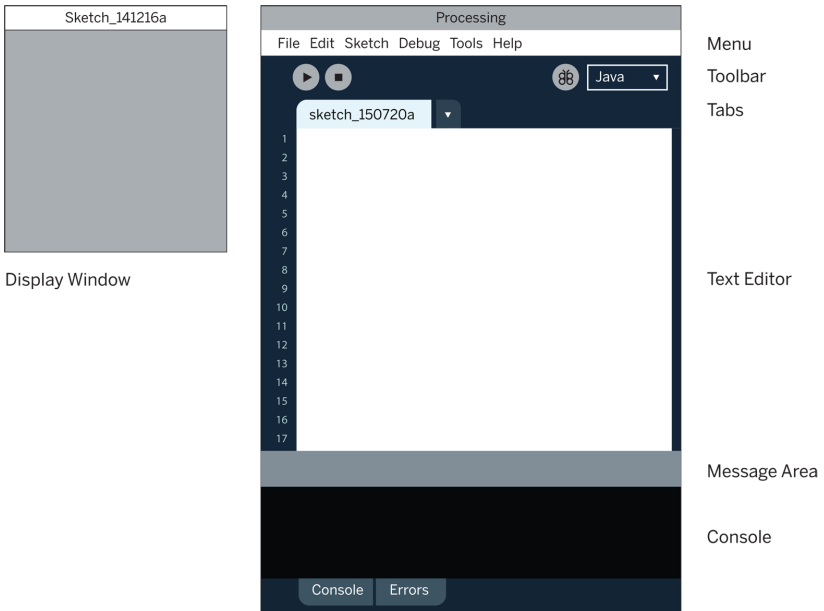 Sketch_141216a
Display Window
Processing
File Edit Sketch Debug Tools Help
Java
sketch_150720a
1
2
3
4
5
6
7
8
9
10
11
12
13
14
15
16
17
Console Errors
Menu
Toolbar
Tabs
Text Editor
Message Area
Console